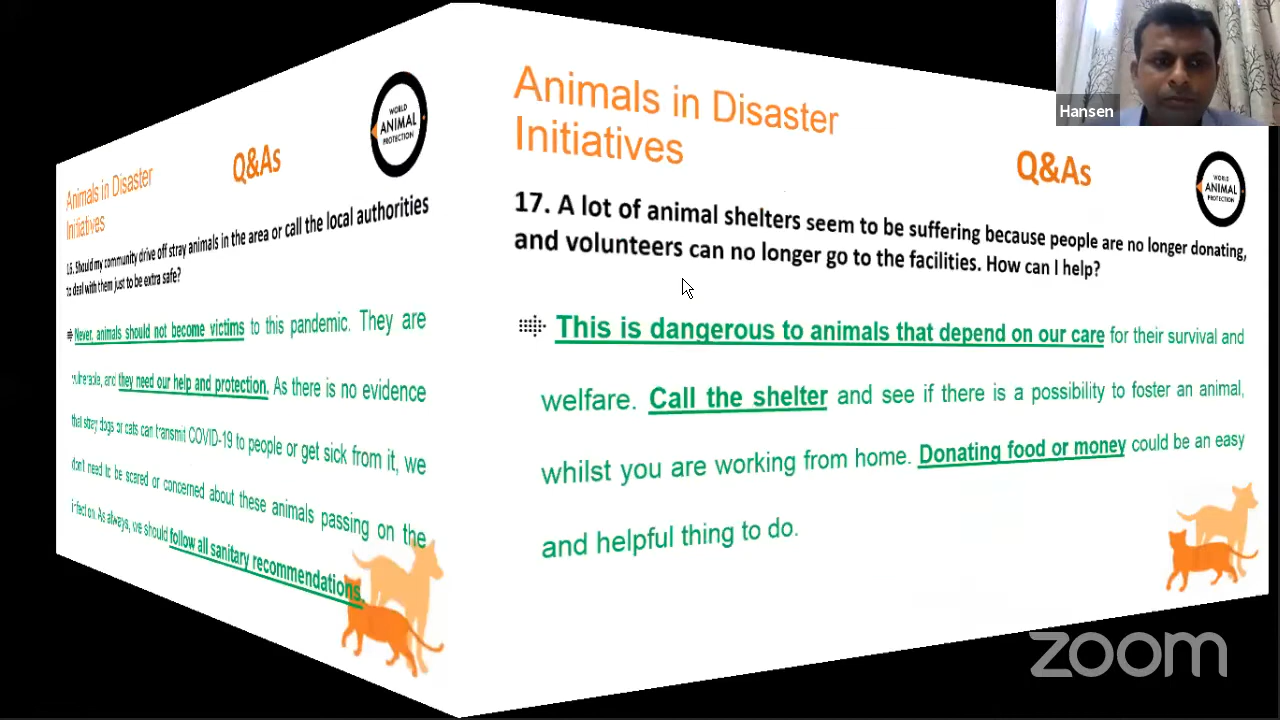 Animals in Disaster
Initiatives
Q&As
WORLD
ANIMAL
PROTECTION
16. Should my community drive off stray animals in the area or call the local authorities
to deal with them just to be extra safe?
Never, animals should not become victims to this pandemic. They are
vulnerable, and they need our help and protection. As there is no evidence
that stray dogs or cats can transmit COVID-19 to people or get sick from it, we
don't need to be scared or concerned about these animals passing on the
infection. As always, we should follow all sanitary recommendations.
Animals in Disaster
Initiatives
Q&As
WORLD
ANIMAL
PROTECTION
17. A lot of animal shelters seem to be suffering because people are no longer donating,
and volunteers can no longer go to the facilities. How can I help?
This is dangerous to animals that depend on our care for their survival and
welfare. Call the shelter and see if there is a possibility to foster an animal,
whilst you are working from home. Donating food or money could be an easy
and helpful thing to do.
Hansen
zoom